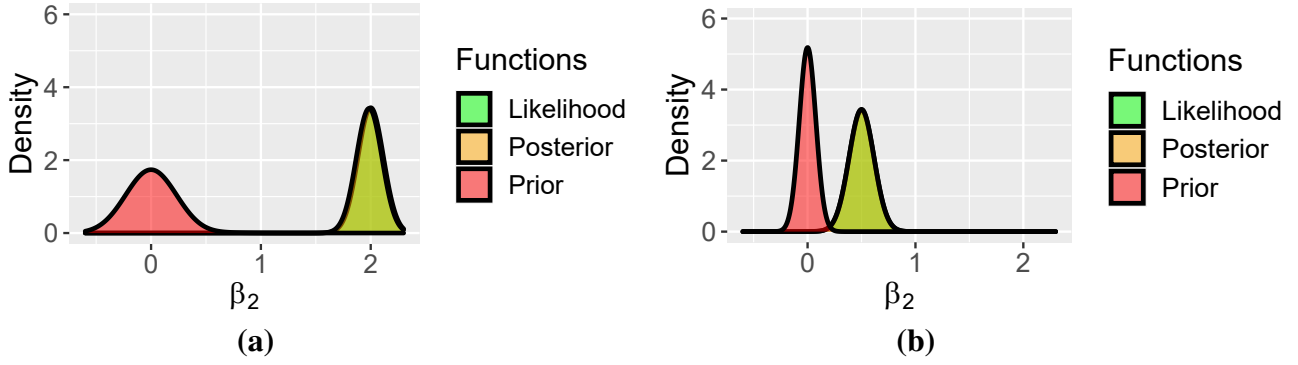 6
4
2
0
Density
0
1
2
β2
Functions
Likelihood
Posterior
Prior
(a)
6
4
2
0
Density
0
1
2
β2
Functions
Likelihood
Posterior
Prior
(b)